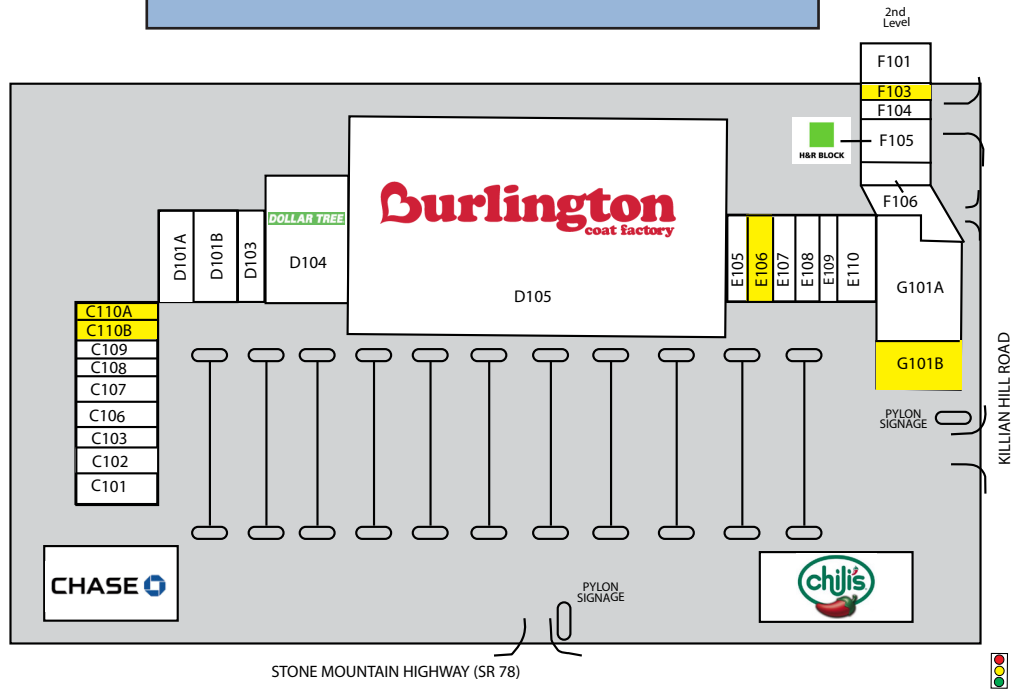 2nd
Level
F101
F103
F104
F105
H&R BLOCK
F106
Burlington
coat factory
DOLLAR TREE
D101A
D101B
D103
D104
D105
E105
E106
E107
E108
E109
E110
G101A
G101B
C110A
C110B
C109
C108
C107
C106
C103
C102
C101
PYLON
SIGNAGE
KILLIAN HILL ROAD
CHASE
chili's
PYLON
SIGNAGE
STONE MOUNTAIN HIGHWAY (SR 78)